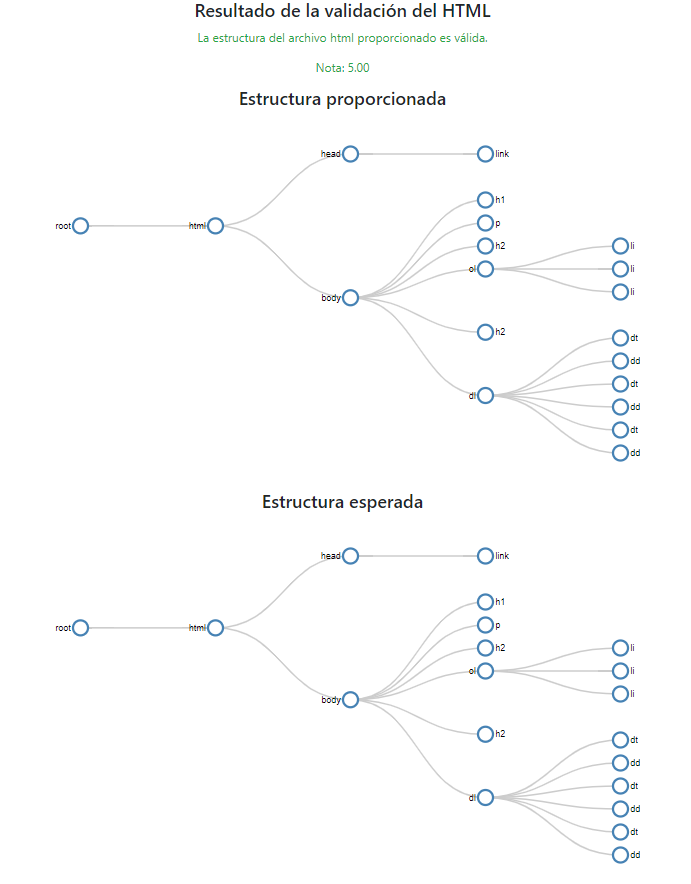 Resultado de la validación del HTML
La estructura del archivo html proporcionado es válida.
Nota: 5.00
Estructura proporcionada
head
link
h1
p
root
html
h2
li
ol
li
li
body
h2
dt
dd
dt
dl
dd
dt
dd
Estructura esperada
head
link
h1
p
root
html
h2
li
ol
li
li
body
h2
dt
dd
dt
dl
dd
dt
dd